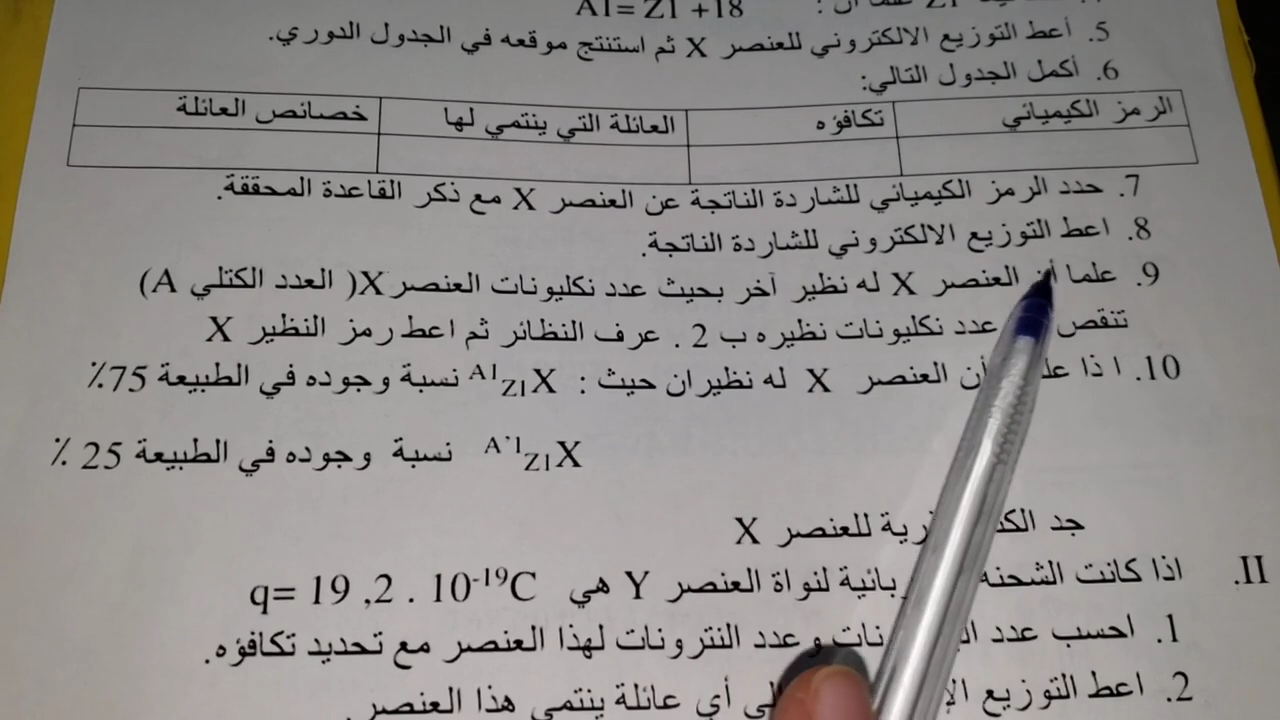 A1= Z1 +18
5. أعط التوزيع الالكتروني للعنصر X ثم استنتج موقعه في الجدول الدوري.
6. أكمل الجدول التالي:
الرمز الكيميائي تكافؤه العائلة التي ينتمي لها خصائص العائلة
7. حدد الرمز الكيميائي للشاردة الناتجة عن العنصر X مع ذكر القاعدة المحققة.
8. اعط التوزيع الالكتروني للشاردة الناتجة.
9. علما أن العنصر X له نظير آخر بحيث عدد نكليونات العنصر X( العدد الكتلي A)
تنقص عدد نكليونات نظيره ب 2 . عرف النظائر ثم اعط رمز النظير X
10. ا ذا أن العنصر X له نظيران حيث : A1Z1X نسبة وجوده في الطبيعة 75٪
A'1Z1X نسبة وجوده في الطبيعة 25 ٪
جد للعنصر X
II. اذا كانت الشحنة لنواة العنصر Y هي q= 19 ,2 . 10-19C
1. احسب عدد وعدد النترونات لهذا العنصر مع تحديد تكافؤه.
2. اعط التوزيع أي عائلة ينتمي هذا العنصر.